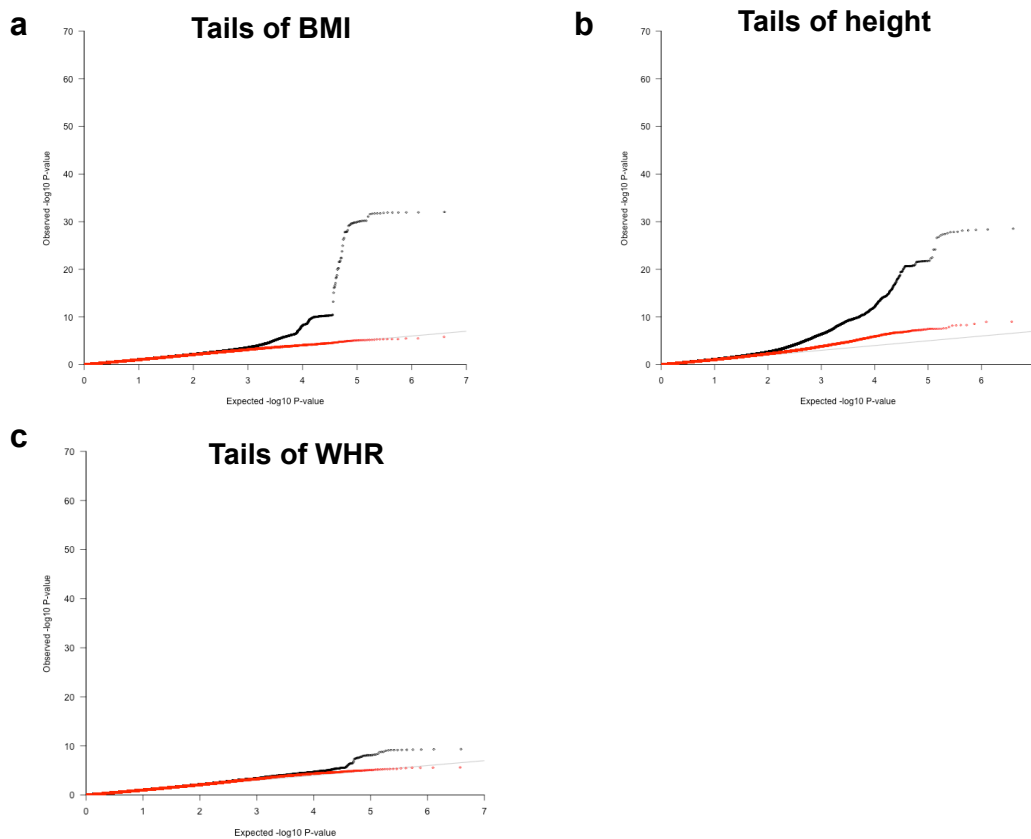 a
Tails of BMI
70
60
50
40
30
20
10
0
Observed -log10 P-value
0 1 2 3 4 5 6 7
Expected -log10 P-value
b
Tails of height
70
60
50
40
30
20
10
0
Observed -log10 P-value
0 1 2 3 4 5 6
Expected -log10 P-value
c
Tails of WHR
70
60
50
40
30
20
10
0
Observed -log10 P-value
0 1 2 3 4 5 6 7
Expected -log10 P-value